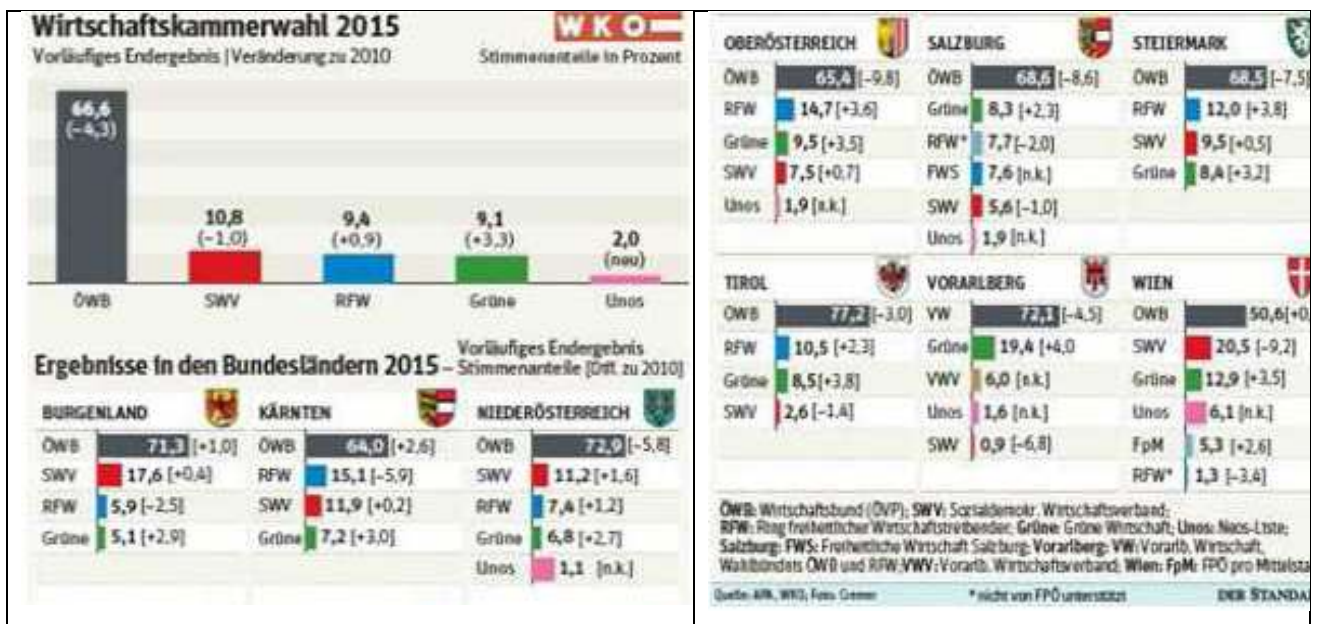 Wirtschaftskammerwahl 2015
WKO
Vorläufiges Endergebnis | Veränderung zu 2010
Stimmenanteile in Prozent
66,6
(–4,3)
ÖWB
10,8
(–1,0)
SWV
9,4
(+0,9)
RFW
9,1
(+3,3)
Grüne
2,0
(neu)
Unos
Ergebnisse in den Bundesländern 2015 – Vorläufiges Endergebnis
Stimmenanteile [Diff. zu 2010]
BURGENLAND
ÖWB 71,3 [+1,0]
SWV 17,6 [+0,4]
RFW 5,9 [–2,5]
Grüne 5,1 [+2,9]
KÄRNTEN
ÖWB 64,0 [+2,6]
RFW 15,1 [–5,9]
SWV 11,9 [+0,2]
Grüne 7,2 [+3,0]
NIEDERÖSTERREICH
ÖWB 72,9 [–5,8]
SWV 11,2 [+1,6]
RFW 7,4 [+1,2]
Grüne 6,8 [+2,7]
Unos 1,1 [n.k.]
OBERÖSTERREICH
ÖWB 65,4 [–9,8]
RFW 14,7 [+3,6]
Grüne 9,5 [+3,5]
SWV 7,5 [+0,7]
Unos 1,9 [n.k.]
SALZBURG
ÖWB 68,6 [–8,6]
Grüne 8,3 [+2,3]
RFW* 7,7 [–2,0]
FWS 7,6 [n.k.]
SWV 5,6 [–1,0]
Unos 1,9 [n.k.]
STEIERMARK
ÖWB 68,5 [–7,5]
RFW 12,0 [+3,8]
SWV 9,5 [+0,5]
Grüne 8,4 [+3,2]
TIROL
ÖWB 77,2 [–3,0]
RFW 10,5 [+2,3]
Grüne 8,5 [+3,8]
SWV 2,6 [–1,4]
VORARLBERG
VW 72,1 [–4,5]
Grüne 19,4 [+4,0
VWV 6,0 [n.k.]
Unos 1,6 [n.k.]
SWV 0,9 [–6,8]
WIEN
ÖWB 50,6 [+0,
SWV 20,5 [–9,2]
Grüne 12,9 [+3,5]
Unos 6,1 [n.k.]
FpM 5,3 [+2,6]
RFW* 1,3 [–3,4]
ÖWB: Wirtschaftsbund (ÖVP); SWV: Sozialdemokr. Wirtschaftsverband;
RFW: Ring freiheitlicher Wirtschaftstreibender; Grüne: Grüne Wirtschaft; Unos: Neos-Liste;
Salzburg: FWS: Freiheitliche Wirtschaft Salzburg; Vorarlberg: VW: Vorarlb. Wirtschaft,
Wahlbündnis ÖWB und RFW; VWV: Vorarlb. Wirtschaftsverband; Wien: FpM: FPÖ pro Mittelsta
Quelle: APA, WKO; Foto: Cremer
* nicht von FPÖ unterstützt
DER STANDA